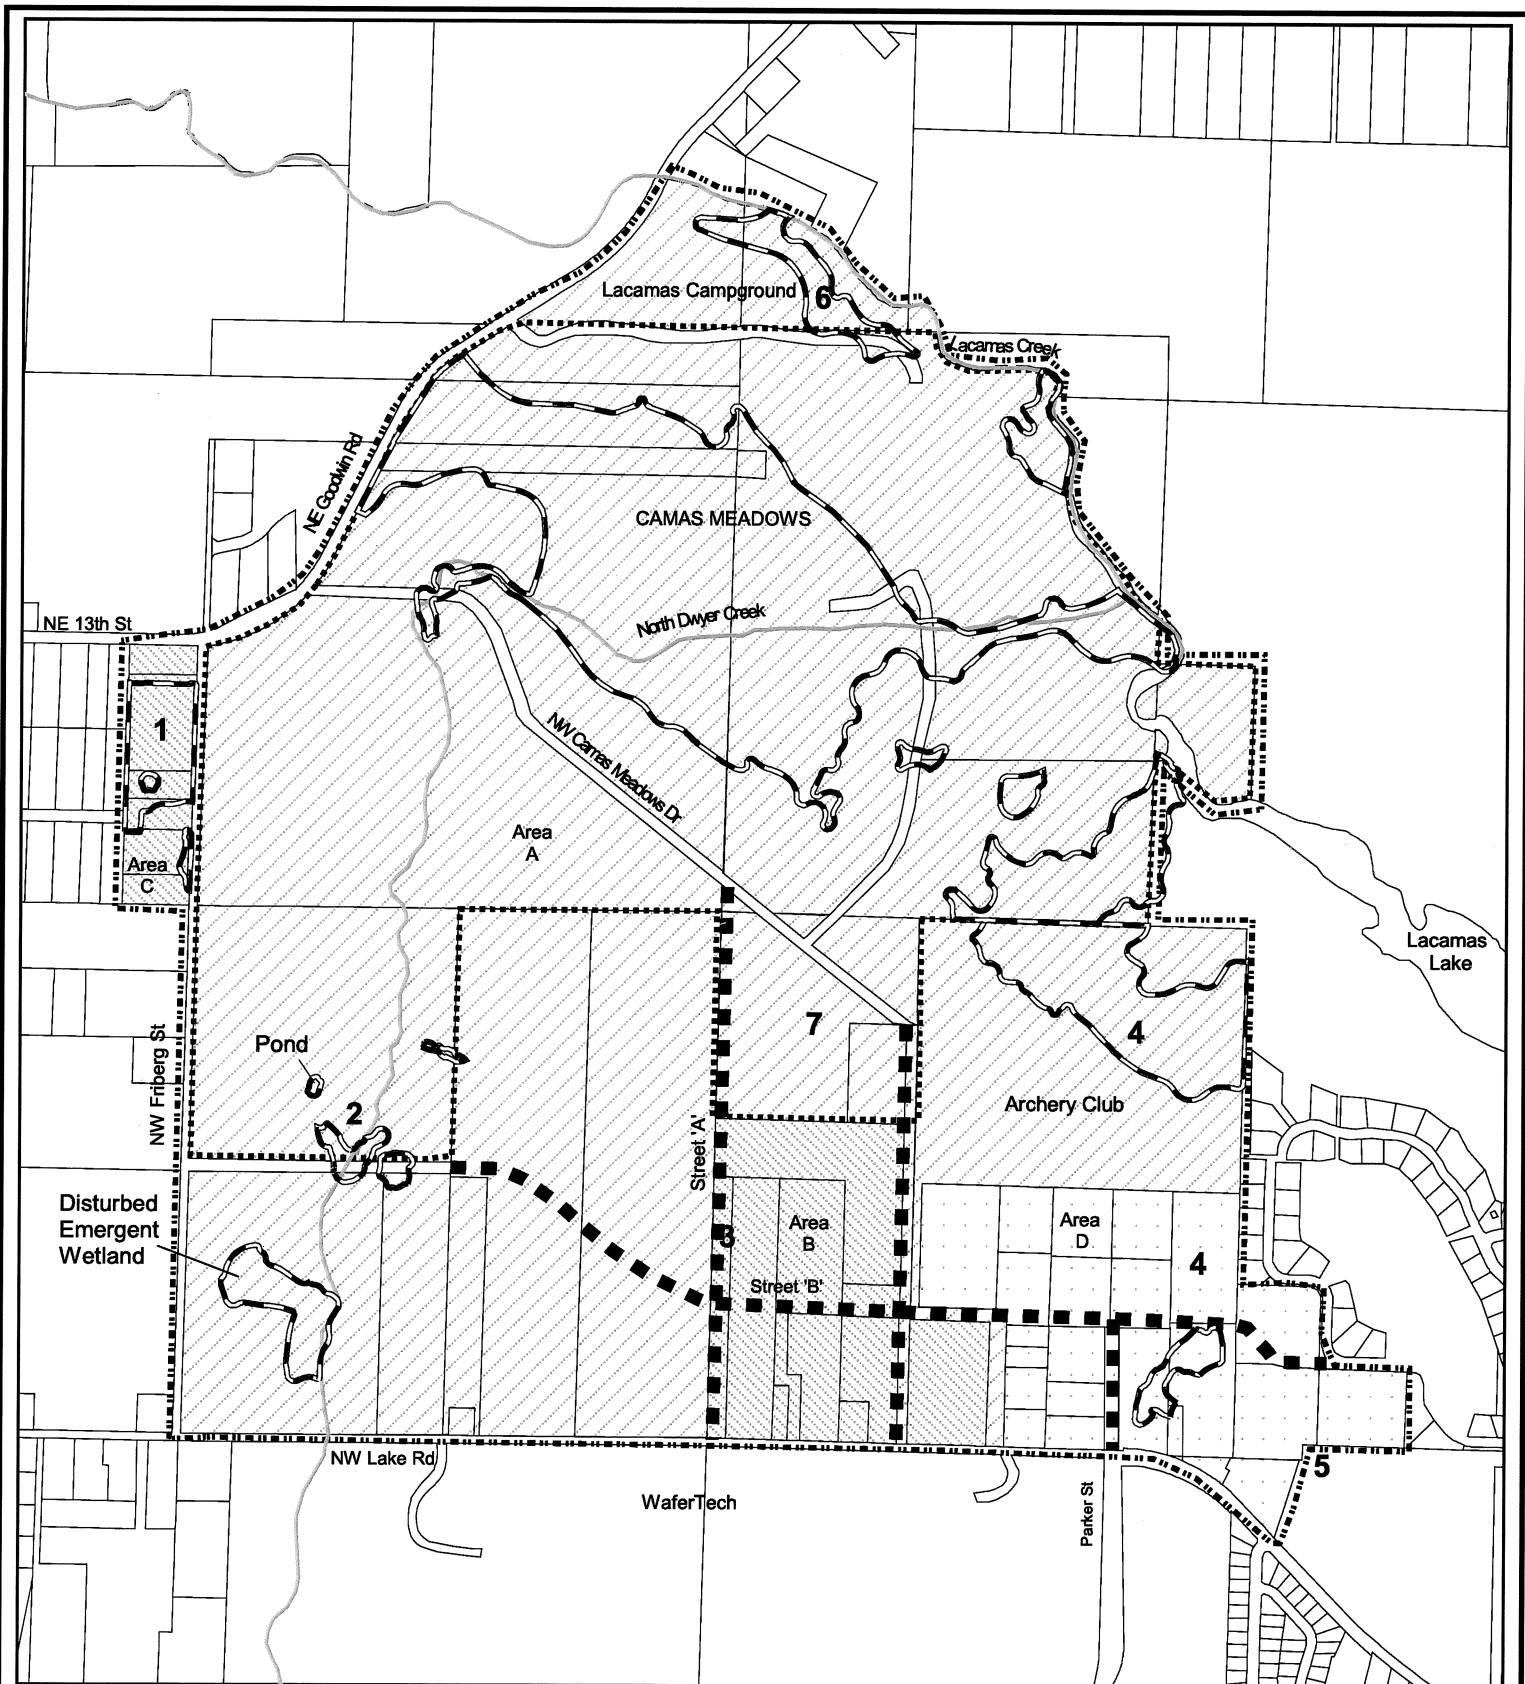 Lacamas Campground
6
Lacamas Creek
NE Goodwin Rd
CAMAS MEADOWS
NE 13th St
North Dwyer Creek
1
NW Camas Meadows Dr
Area
A
Area
C
Lacamas
Lake
7
4
Pond
NW Friberg St
2
Archery Club
Street 'A'
Disturbed
Emergent
Wetland
3
Area
B
Area
D
4
Street 'B'
NW Lake Rd
5
WaferTech
Parker St